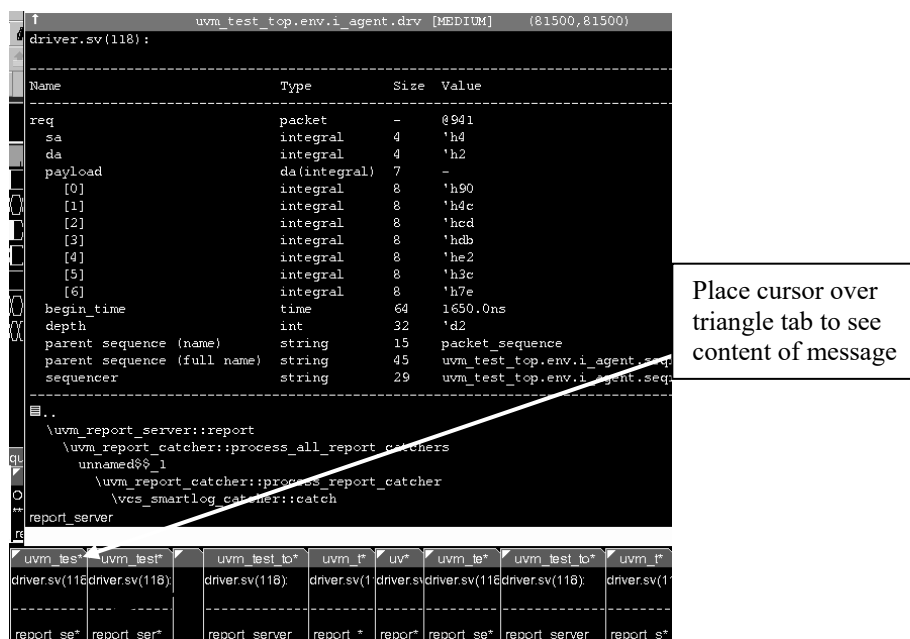 uvm_test_top.env.i_agent.drv [MEDIUM] (81500,81500)
driver.sv(118):
Name Type Size Value
req packet - @941
sa integral 4 'h4
da integral 4 'h2
payload da(integral) 7 -
[0] integral 8 'h90
[1] integral 8 'h4c
[2] integral 8 'hcd
[3] integral 8 'hdb
[4] integral 8 'he2
[5] integral 8 'h3c
[6] integral 8 'h7e
begin_time time 64 1650.0ns
depth int 32 'd2
parent sequence (name) string 15 packet_sequence
parent sequence (full name) string 45 uvm_test_top.env.i_agent.seq
sequencer string 29 uvm_test_top.env.i_agent.seq
..
\uvm_report_server::report
\uvm_report_catcher::process_all_report_catchers
unnamed$$_1
\uvm_report_catcher::process_report_catcher
\vcs_smartlog_catcher::catch
report_server
Place cursor over
triangle tab to see
content of message
uvm_tes* uvm_test* uvm_test_to* uvm_t* uv* uvm_te* uvm_test_to* uvm_t*
driver.sv(118 driver.sv(118): driver.sv(118): driver.sv(1 driver.sv driver.sv(118 driver.sv(118): driver.sv(1
report_se* report_ser* report_server report_* repor* report_se* report_server report_s*